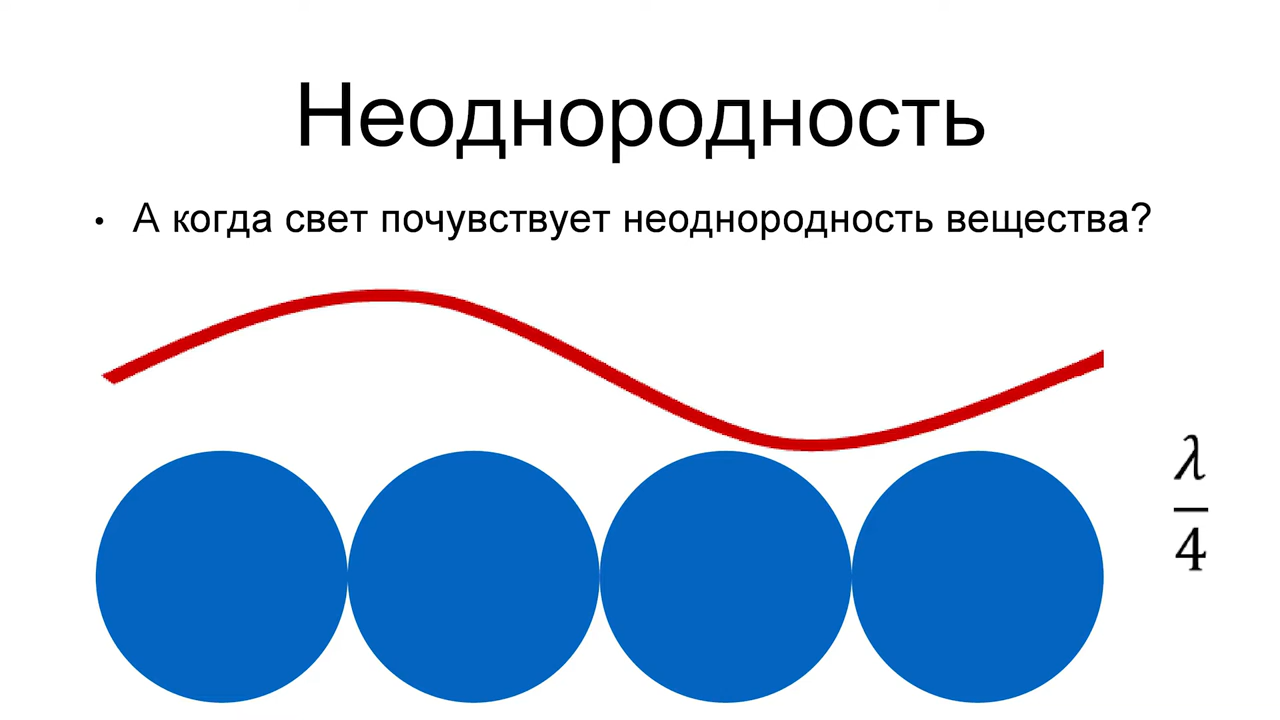 Неоднородность
• А когда свет почувствует неоднородность вещества?
λ
4